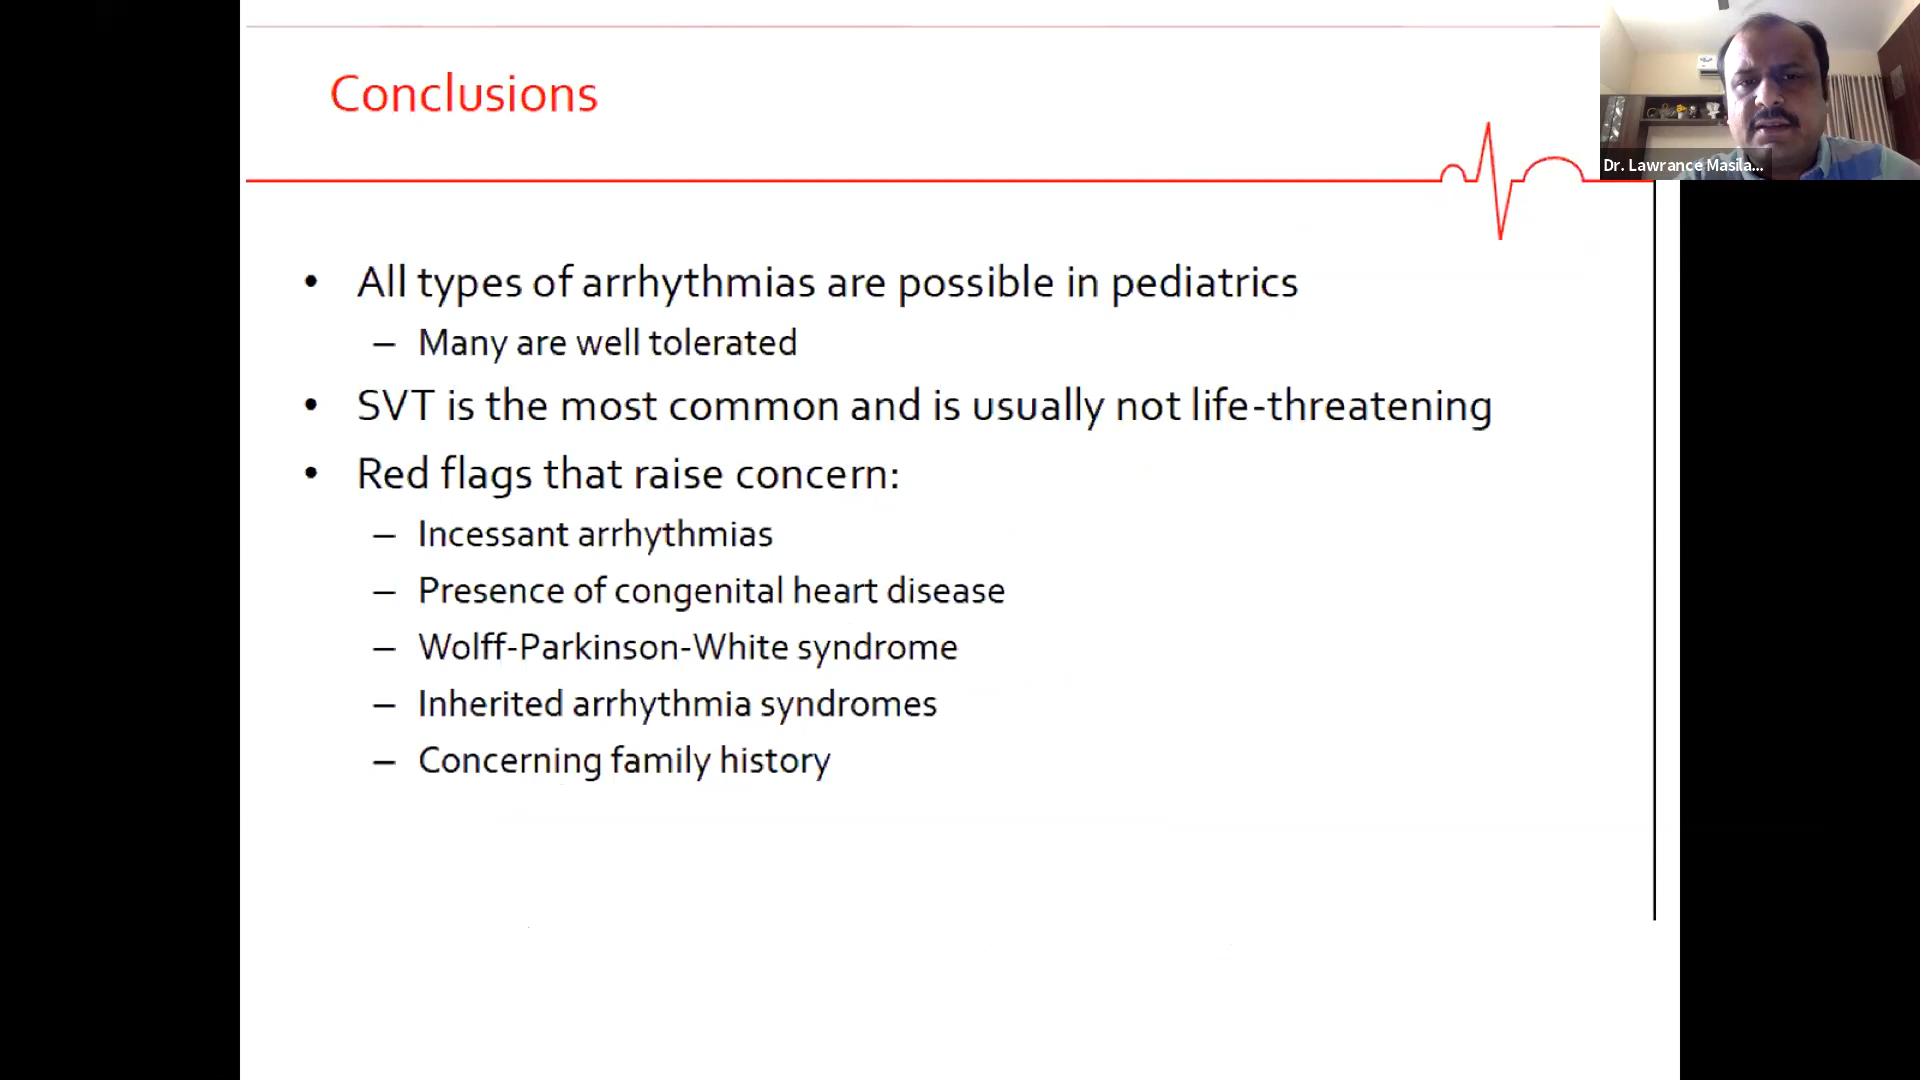 Conclusions
Dr. Lawrance Masila...
• All types of arrhythmias are possible in pediatrics
– Many are well tolerated
• SVT is the most common and is usually not life-threatening
• Red flags that raise concern:
– Incessant arrhythmias
– Presence of congenital heart disease
– Wolff-Parkinson-White syndrome
– Inherited arrhythmia syndromes
– Concerning family history